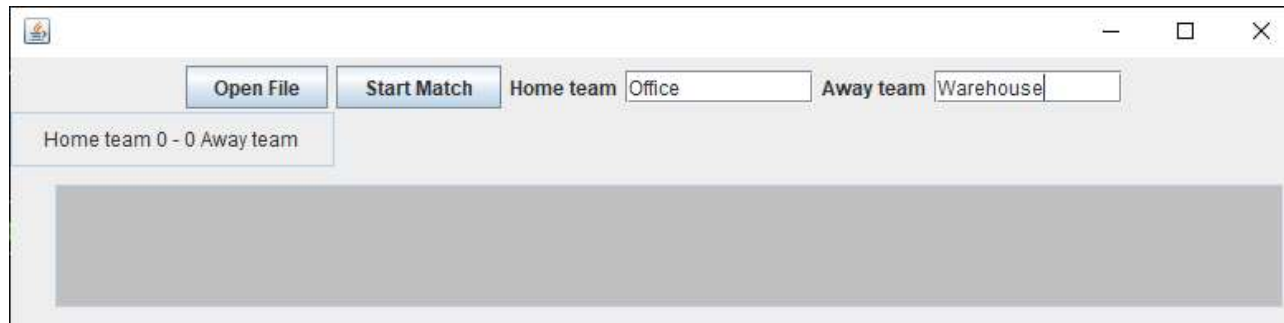 Open File Start Match Home team Office Away team Warehouse
Home team 0 - 0 Away team